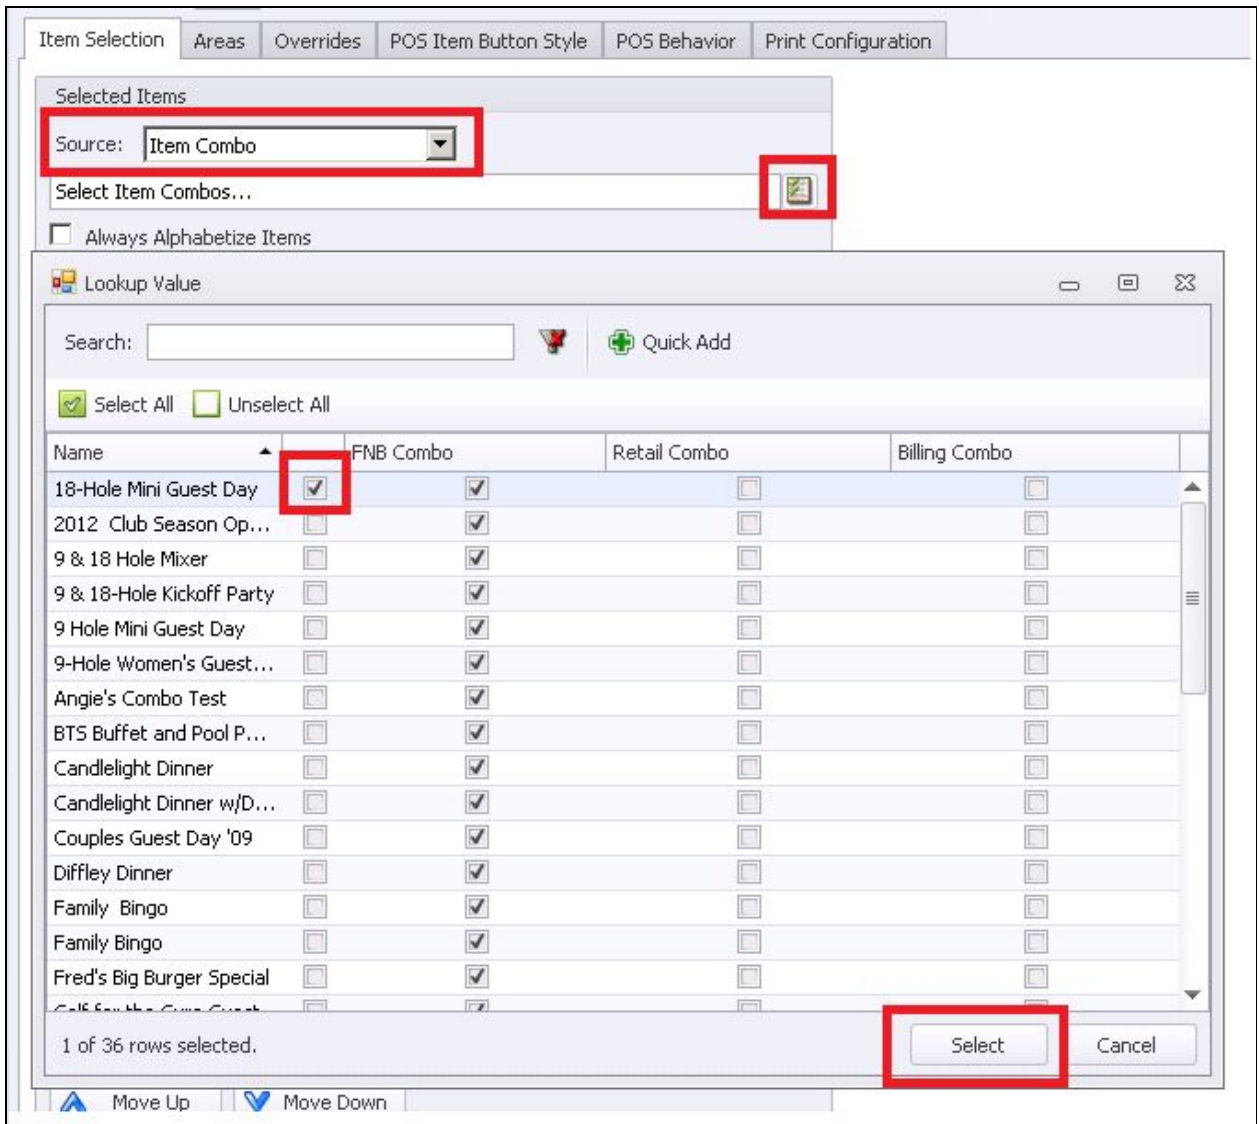 Item Selection Areas Overrides POS Item Button Style POS Behavior Print Configuration
Selected Items
Source: Item Combo
Select Item Combos...
Always Alphabetize Items
Lookup Value
Search: Quick Add
Select All Unselect All
Name FNB Combo Retail Combo Billing Combo
18-Hole Mini Guest Day
2012 Club Season Op...
9 & 18 Hole Mixer
9 & 18-Hole Kickoff Party
9 Hole Mini Guest Day
9-Hole Women's Guest...
Angie's Combo Test
BTS Buffet and Pool P...
Candlelight Dinner
Candlelight Dinner w/D...
Couples Guest Day '09
Diffley Dinner
Family Bingo
Family Bingo
Fred's Big Burger Special
Golf for the Cure Guest
1 of 36 rows selected. Select Cancel
Move Up Move Down